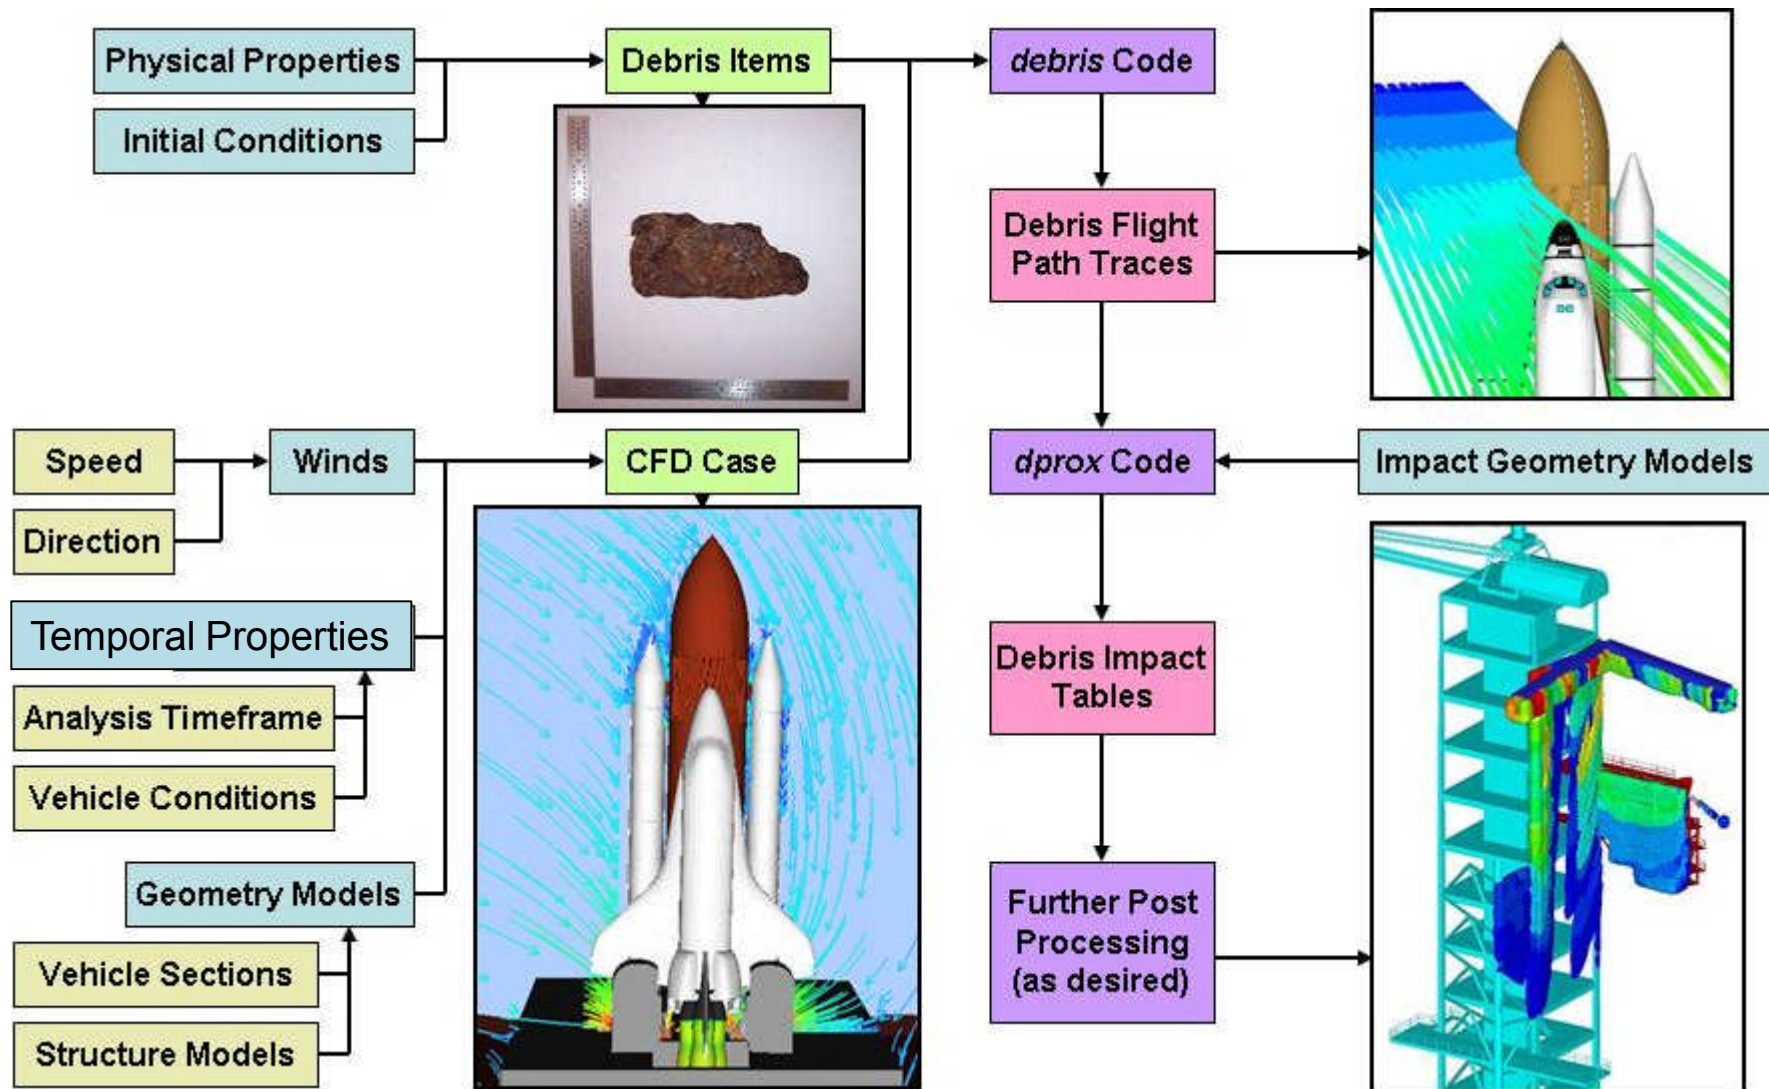 Physical Properties
Debris Items
debris Code
Initial Conditions
Debris Flight
Path Traces
Speed
Winds
CFD Case
dprox Code
Impact Geometry Models
Direction
Temporal Properties
Debris Impact
Tables
Analysis Timeframe
Vehicle Conditions
Geometry Models
Further Post
Processing
(as desired)
Vehicle Sections
Structure Models